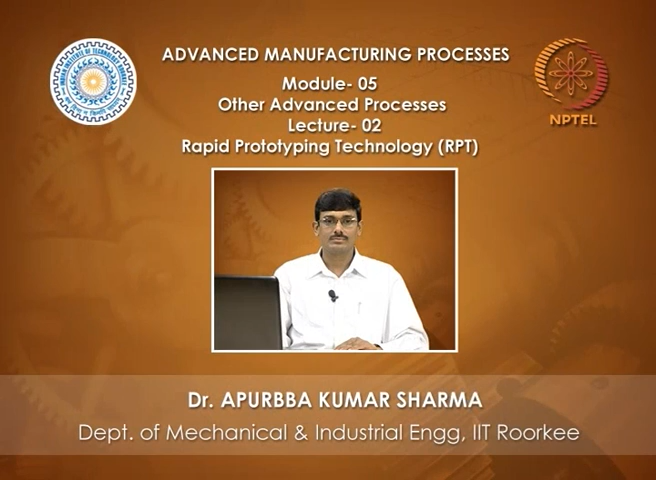 ADVANCED MANUFACTURING PROCESSES
Module- 05
Other Advanced Processes
Lecture- 02
Rapid Prototyping Technology (RPT)
NPTEL
Dr. APURBBA KUMAR SHARMA
Dept. of Mechanical & Industrial Engg, IIT Roorkee